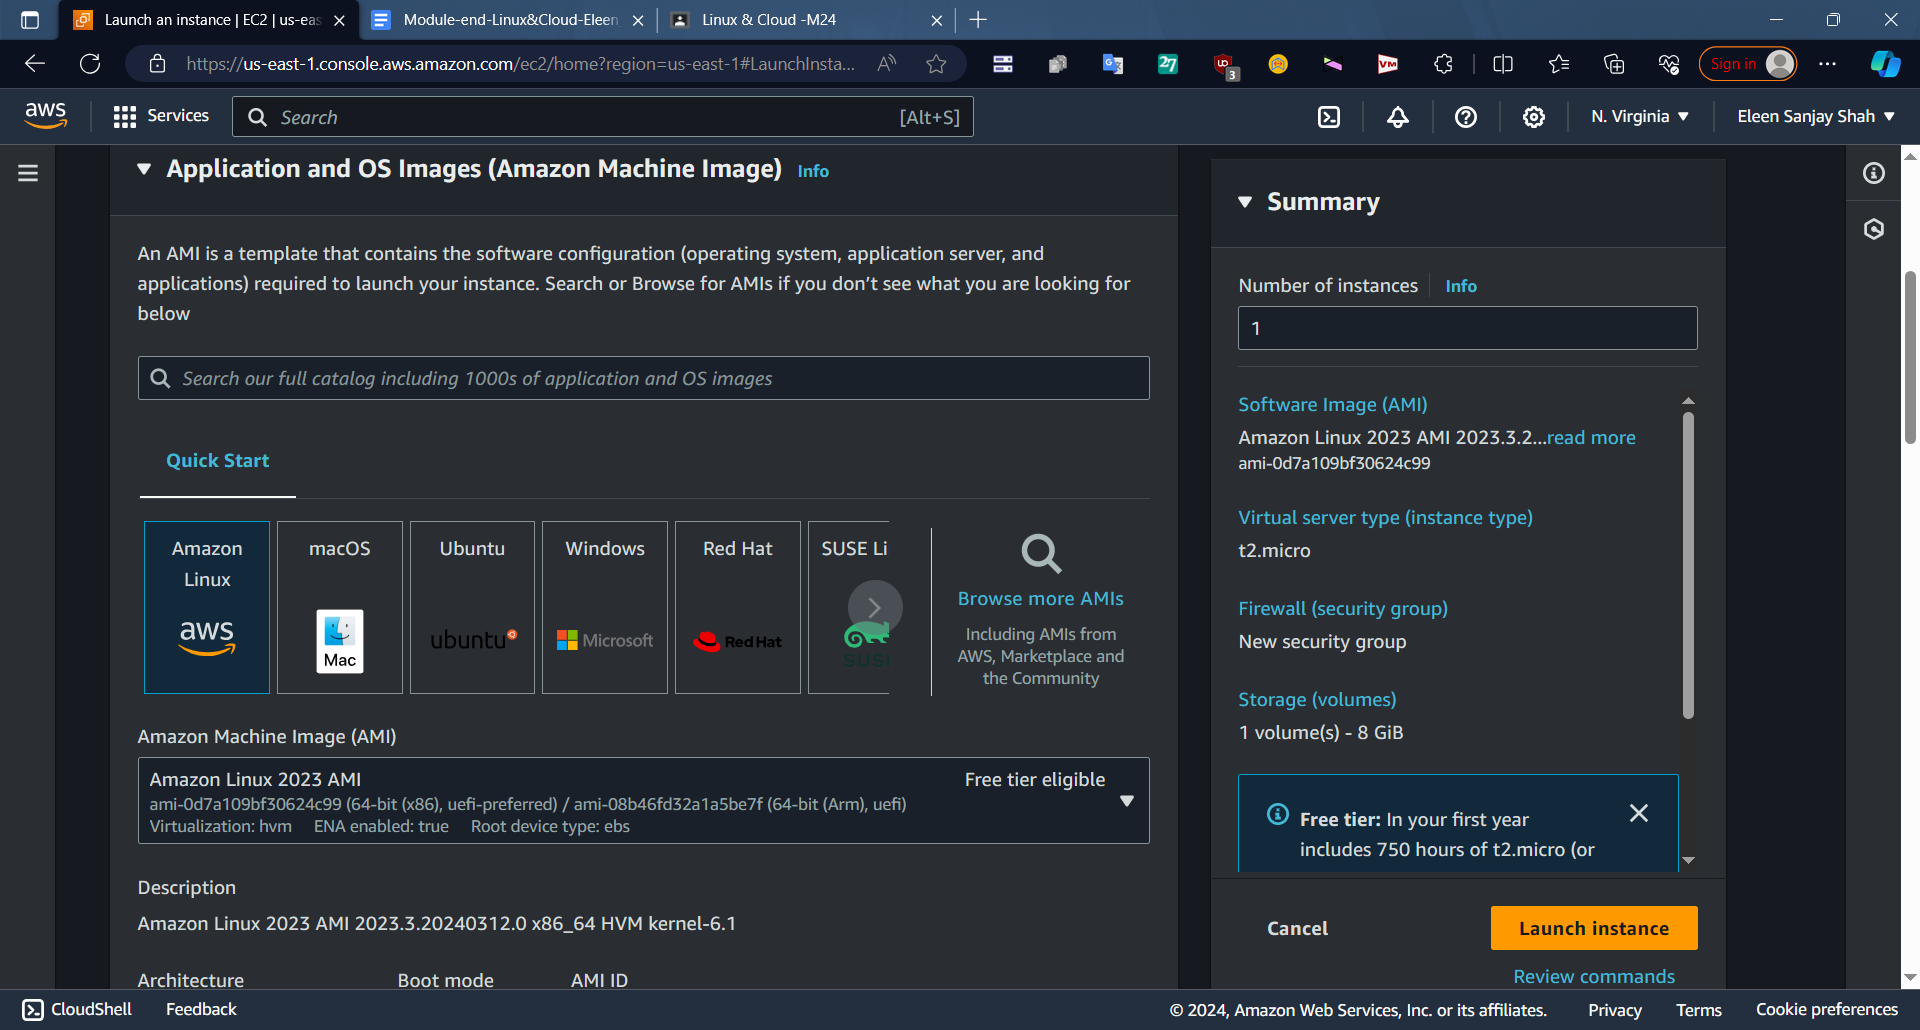 Launch an instance | EC2 | us-eas
Module-end-Linux&Cloud-Eleen
Linux & Cloud -M24
https://us-east-1.console.aws.amazon.com/ec2/home?region=us-east-1#LaunchInsta...
A
27
UD
3
VM
Sign in
aws
Services
Search
[Alt+S]
N. Virginia
Eleen Sanjay Shah
Application and OS Images (Amazon Machine Image) Info
An AMI is a template that contains the software configuration (operating system, application server, and
applications) required to launch your instance. Search or Browse for AMIs if you don’t see what you are looking for
below
Search our full catalog including 1000s of application and OS images
Quick Start
Amazon
Linux
aws
macOS
Mac
Ubuntu
ubuntu
Windows
Microsoft
Red Hat
Red Hat
SUSE Li
SUSE
Browse more AMIs
Including AMIs from
AWS, Marketplace and
the Community
Amazon Machine Image (AMI)
Amazon Linux 2023 AMI
Free tier eligible
ami-0d7a109bf30624c99 (64-bit (x86), uefi-preferred) / ami-08b46fd32a1a5be7f (64-bit (Arm), uefi)
Virtualization: hvm ENA enabled: true Root device type: ebs
Description
Amazon Linux 2023 AMI 2023.3.20240312.0 x86_64 HVM kernel-6.1
Architecture
Boot mode
AMI ID
Summary
Number of instances
Info
1
Software Image (AMI)
Amazon Linux 2023 AMI 2023.3.2...read more
ami-0d7a109bf30624c99
Virtual server type (instance type)
t2.micro
Firewall (security group)
New security group
Storage (volumes)
1 volume(s) - 8 GiB
Free tier: In your first year
includes 750 hours of t2.micro (or
Cancel
Launch instance
Review commands
CloudShell
Feedback
© 2024, Amazon Web Services, Inc. or its affiliates.
Privacy
Terms
Cookie preferences